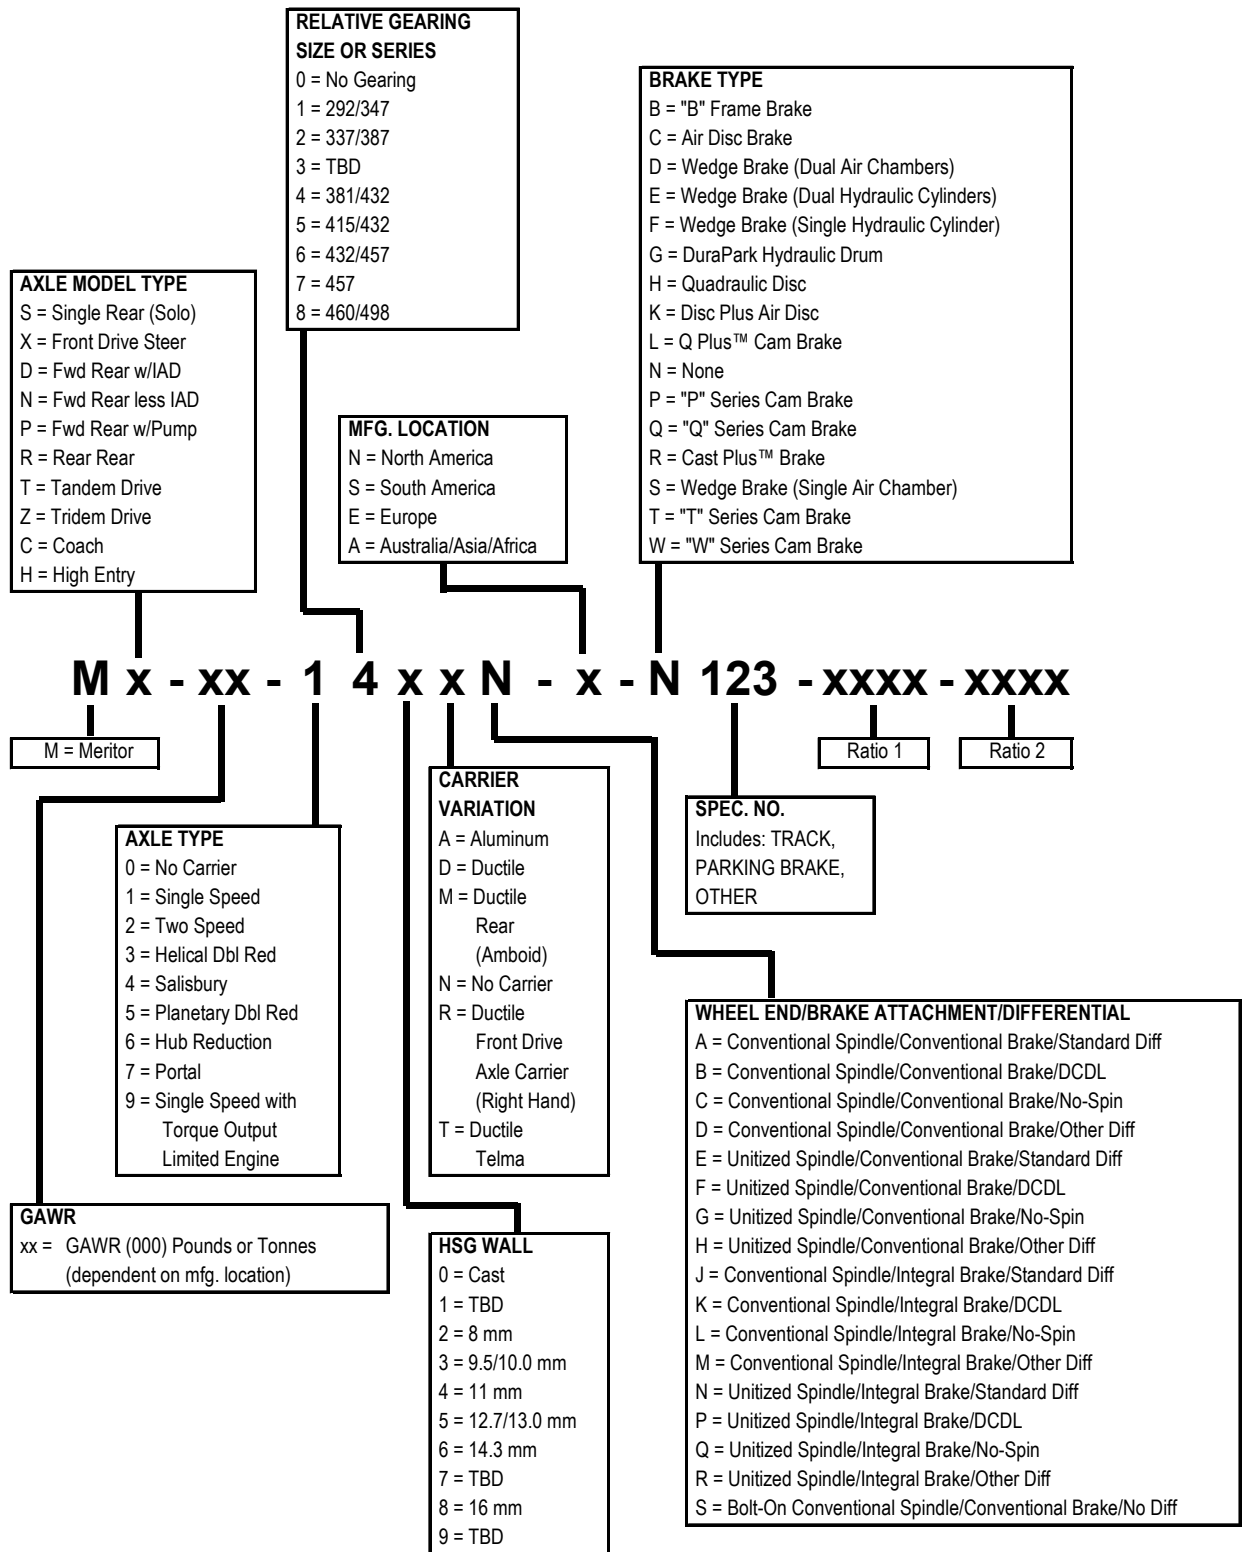 RELATIVE GEARING
SIZE OR SERIES
0 = No Gearing
1 = 292/347
2 = 337/387
3 = TBD
4 = 381/432
5 = 415/432
6 = 432/457
7 = 457
8 = 460/498
BRAKE TYPE
B = "B" Frame Brake
C = Air Disc Brake
D = Wedge Brake (Dual Air Chambers)
E = Wedge Brake (Dual Hydraulic Cylinders)
F = Wedge Brake (Single Hydraulic Cylinder)
G = DuraPark Hydraulic Drum
H = Quadraulic Disc
K = Disc Plus Air Disc
L = Q Plus™ Cam Brake
N = None
P = "P" Series Cam Brake
Q = "Q" Series Cam Brake
R = Cast Plus™ Brake
S = Wedge Brake (Single Air Chamber)
T = "T" Series Cam Brake
W = "W" Series Cam Brake
AXLE MODEL TYPE
S = Single Rear (Solo)
X = Front Drive Steer
D = Fwd Rear w/IAD
N = Fwd Rear less IAD
P = Fwd Rear w/Pump
R = Rear Rear
T = Tandem Drive
Z = Tridem Drive
C = Coach
H = High Entry
MFG. LOCATION
N = North America
S = South America
E = Europe
A = Australia/Asia/Africa
M x - xx - 1 4 x x N - x - N 123 - xxxx - xxxx
M = Meritor
Ratio 1
Ratio 2
AXLE TYPE
0 = No Carrier
1 = Single Speed
2 = Two Speed
3 = Helical Dbl Red
4 = Salisbury
5 = Planetary Dbl Red
6 = Hub Reduction
7 = Portal
9 = Single Speed with
Torque Output
Limited Engine
CARRIER
VARIATION
A = Aluminum
D = Ductile
M = Ductile
Rear
(Amboid)
N = No Carrier
R = Ductile
Front Drive
Axle Carrier
(Right Hand)
T = Ductile
Telma
SPEC. NO.
Includes: TRACK,
PARKING BRAKE,
OTHER
GAWR
xx = GAWR (000) Pounds or Tonnes
(dependent on mfg. location)
HSG WALL
0 = Cast
1 = TBD
2 = 8 mm
3 = 9.5/10.0 mm
4 = 11 mm
5 = 12.7/13.0 mm
6 = 14.3 mm
7 = TBD
8 = 16 mm
9 = TBD
WHEEL END/BRAKE ATTACHMENT/DIFFERENTIAL
A = Conventional Spindle/Conventional Brake/Standard Diff
B = Conventional Spindle/Conventional Brake/DCDL
C = Conventional Spindle/Conventional Brake/No-Spin
D = Conventional Spindle/Conventional Brake/Other Diff
E = Unitized Spindle/Conventional Brake/Standard Diff
F = Unitized Spindle/Conventional Brake/DCDL
G = Unitized Spindle/Conventional Brake/No-Spin
H = Unitized Spindle/Conventional Brake/Other Diff
J = Conventional Spindle/Integral Brake/Standard Diff
K = Conventional Spindle/Integral Brake/DCDL
L = Conventional Spindle/Integral Brake/No-Spin
M = Conventional Spindle/Integral Brake/Other Diff
N = Unitized Spindle/Integral Brake/Standard Diff
P = Unitized Spindle/Integral Brake/DCDL
Q = Unitized Spindle/Integral Brake/No-Spin
R = Unitized Spindle/Integral Brake/Other Diff
S = Bolt-On Conventional Spindle/Conventional Brake/No Diff